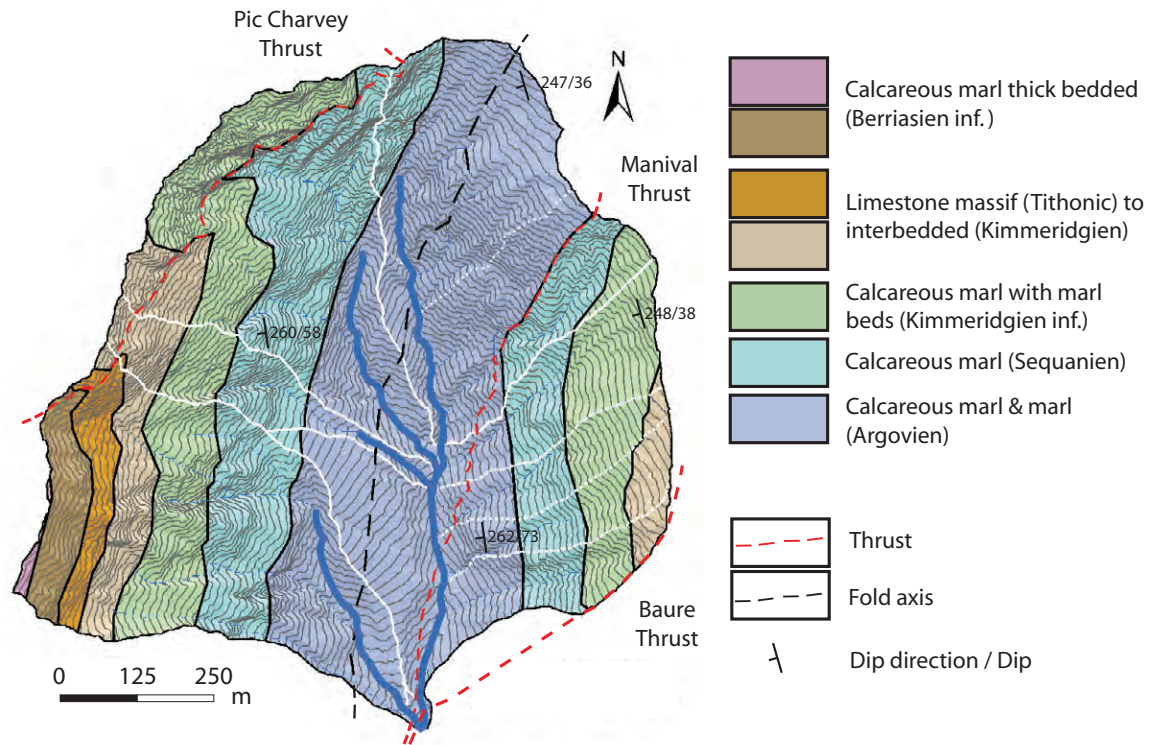 Pic Charvey
Thrust
N
247/36
Manival
Thrust
248/38
260/58
262/73
Baure
Thrust
0 125 250
m
Calcareous marl thick bedded
(Berriasien inf.)
Limestone massif (Tithonic) to
interbedded (Kimmeridgien)
Calcareous marl with marl
beds (Kimmeridgien inf.)
Calcareous marl (Sequanien)
Calcareous marl & marl
(Argovien)
Thrust
Fold axis
Dip direction / Dip